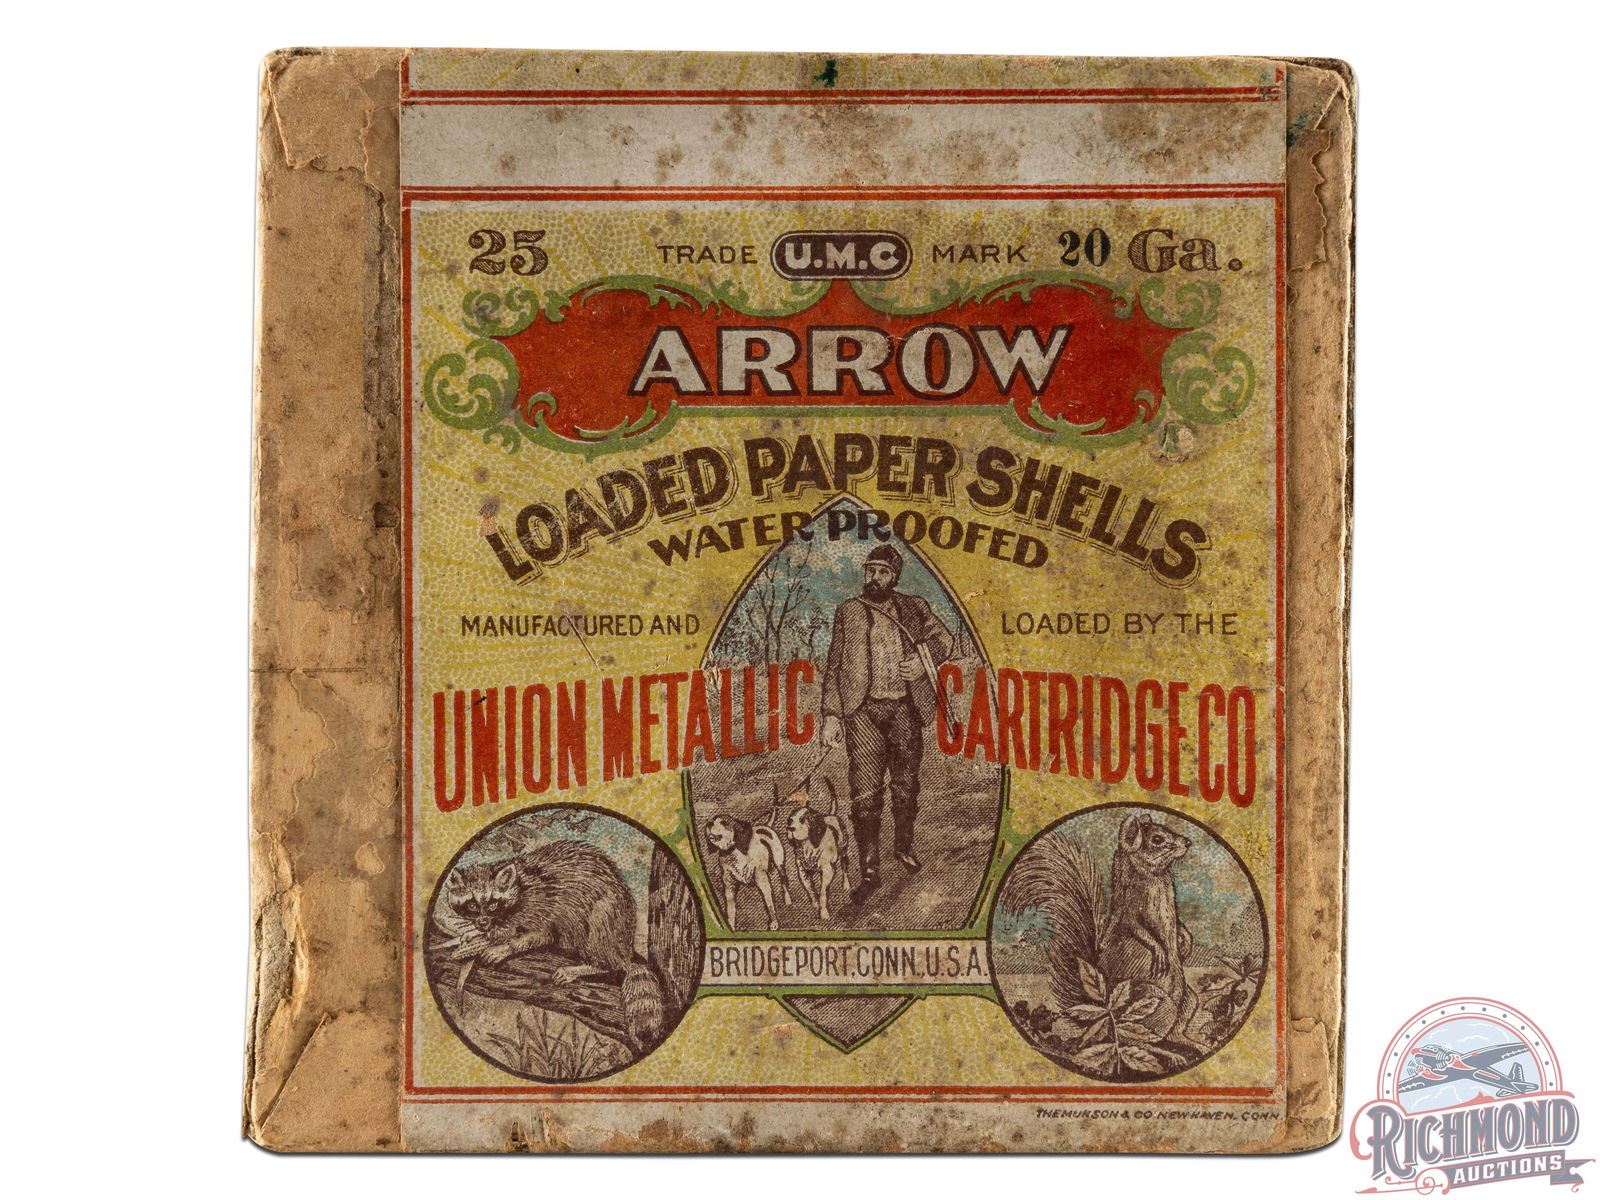 25 TRADE U.M.C MARK 20 Ga.
ARROW
LOADED PAPER SHELLS
WATER PROOFED
MANUFACTURED AND LOADED BY THE
UNION METALLIC CARTRIDGE CO
BRIDGEPORT, CONN., U.S.A.
THE MUNSON & CO NEW HAVEN, CONN
RICHMOND
AUCTIONS